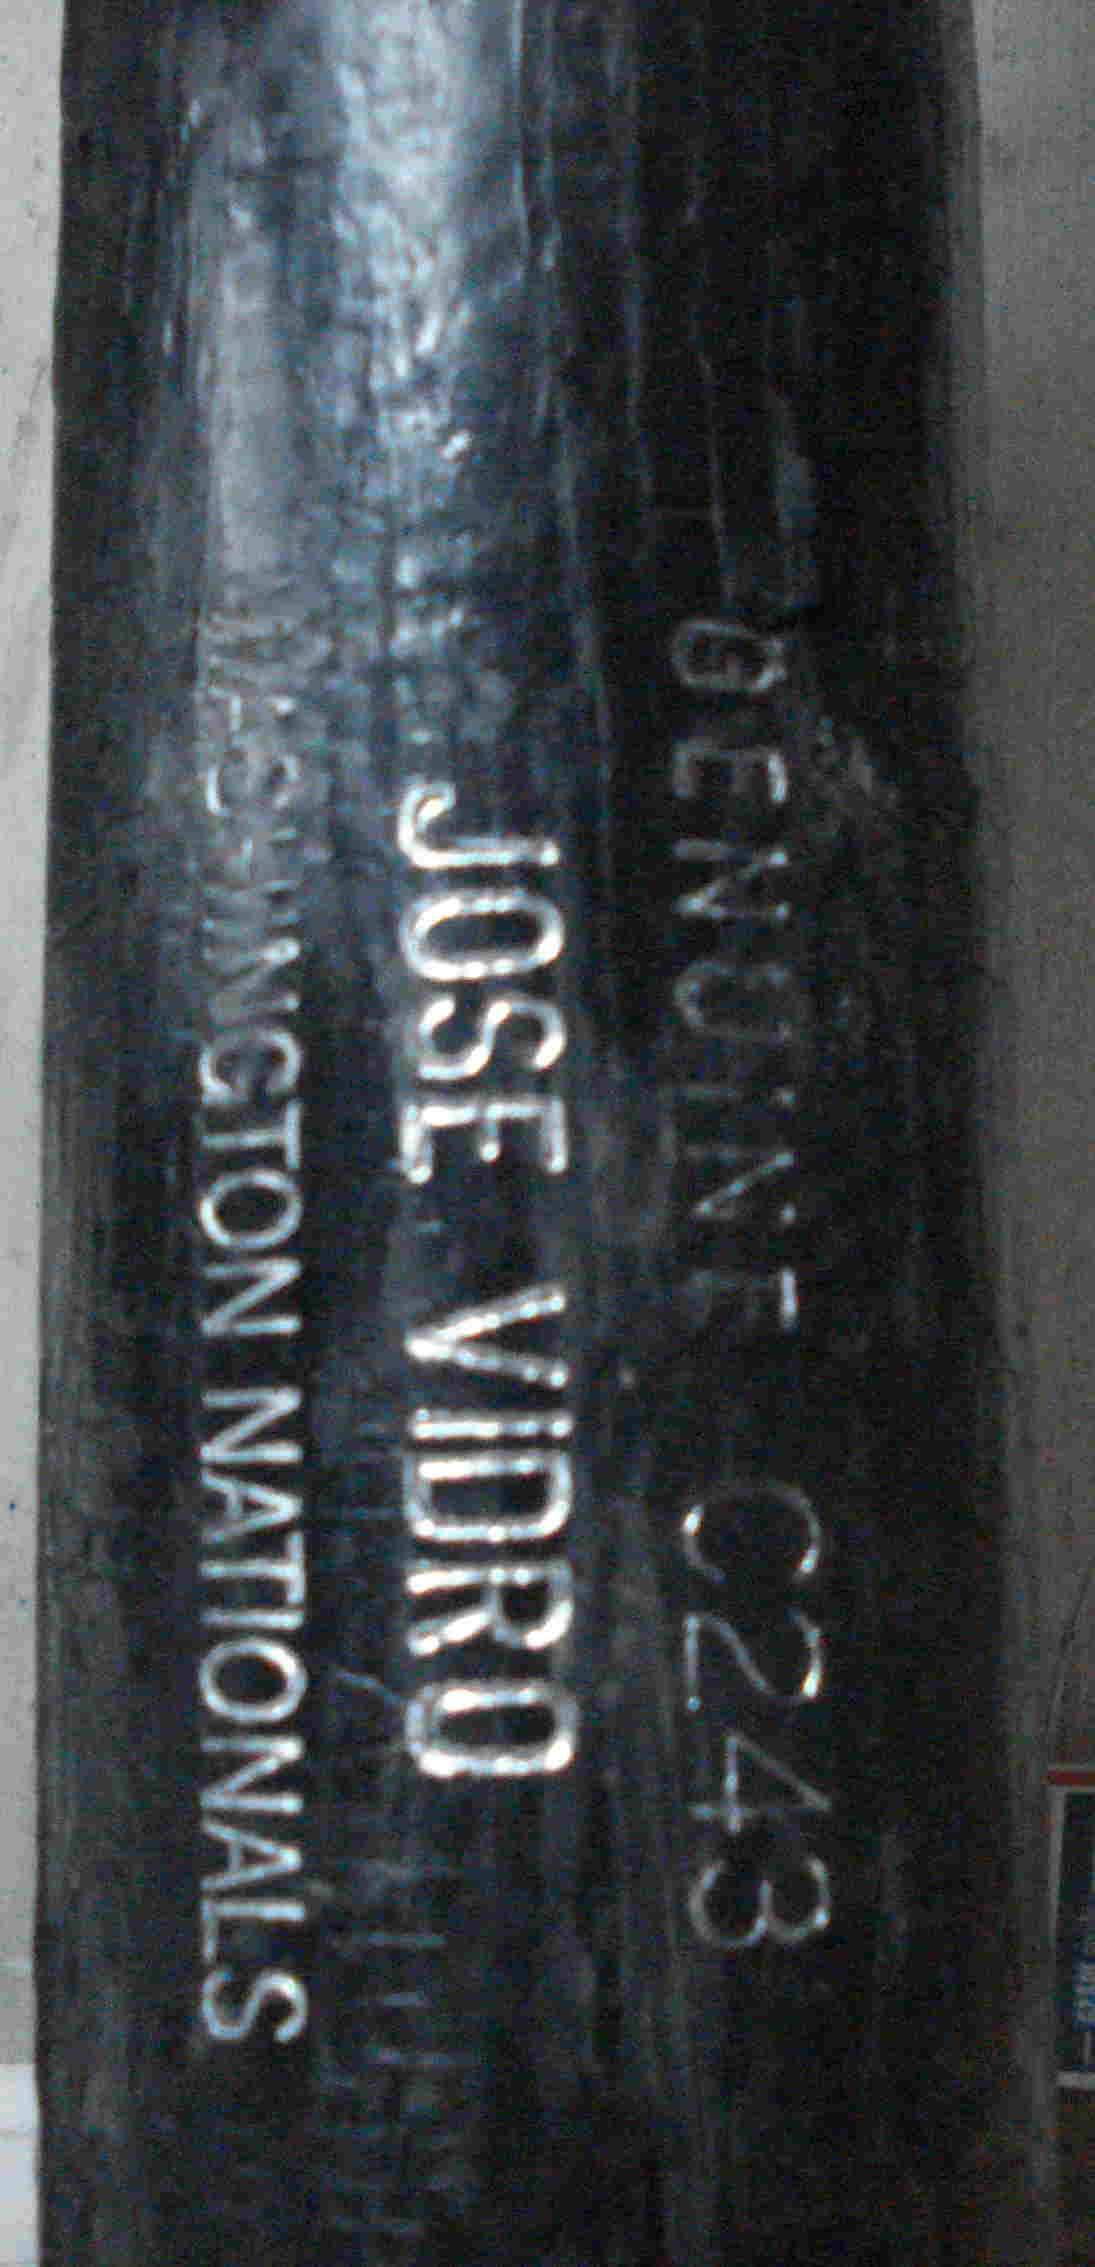 GENUINE C243
JOSE VIDRO
WASHINGTON NATIONALS